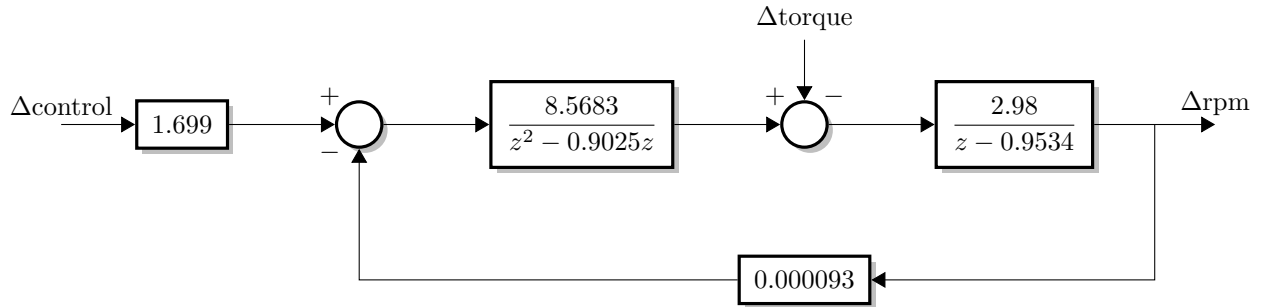 Δtorque
Δcontrol
1.699
+
−
8.5683
z² − 0.9025z
+
−
2.98
z − 0.9534
Δrpm
0.000093